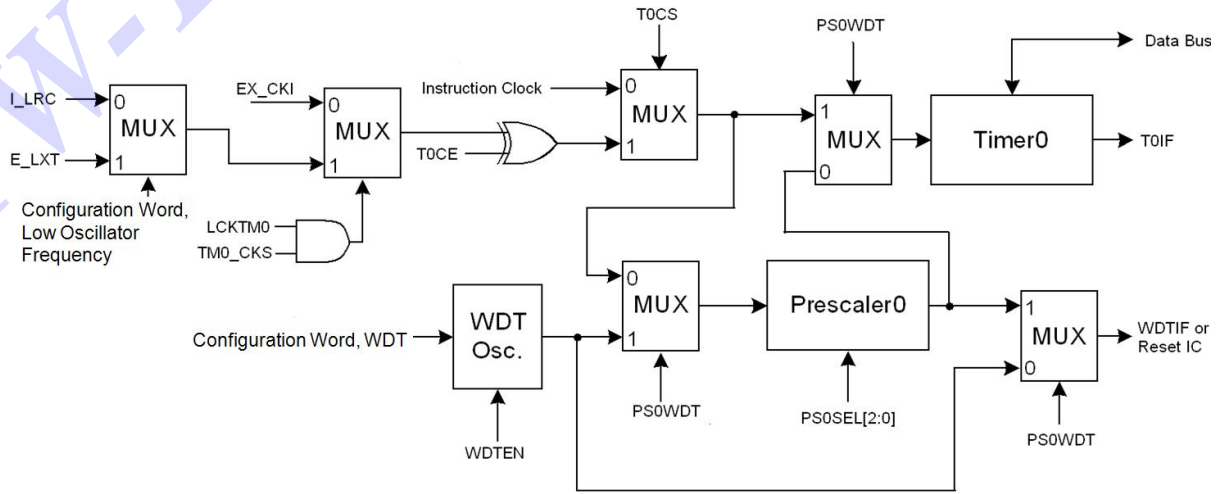 T0CS
PS0WDT
Data Bus
I_LRC
0
MUX
E_LXT
1
Configuration Word,
Low Oscillator
Frequency
EX_CKI
0
MUX
1
LCKTM0
TM0_CKS
T0CE
Instruction Clock
0
MUX
1
1
MUX
0
Timer0
T0IF
Configuration Word, WDT
WDT
Osc.
WDTEN
0
MUX
1
PS0WDT
Prescaler0
PS0SEL[2:0]
1
MUX
0
PS0WDT
WDTIF or
Reset IC